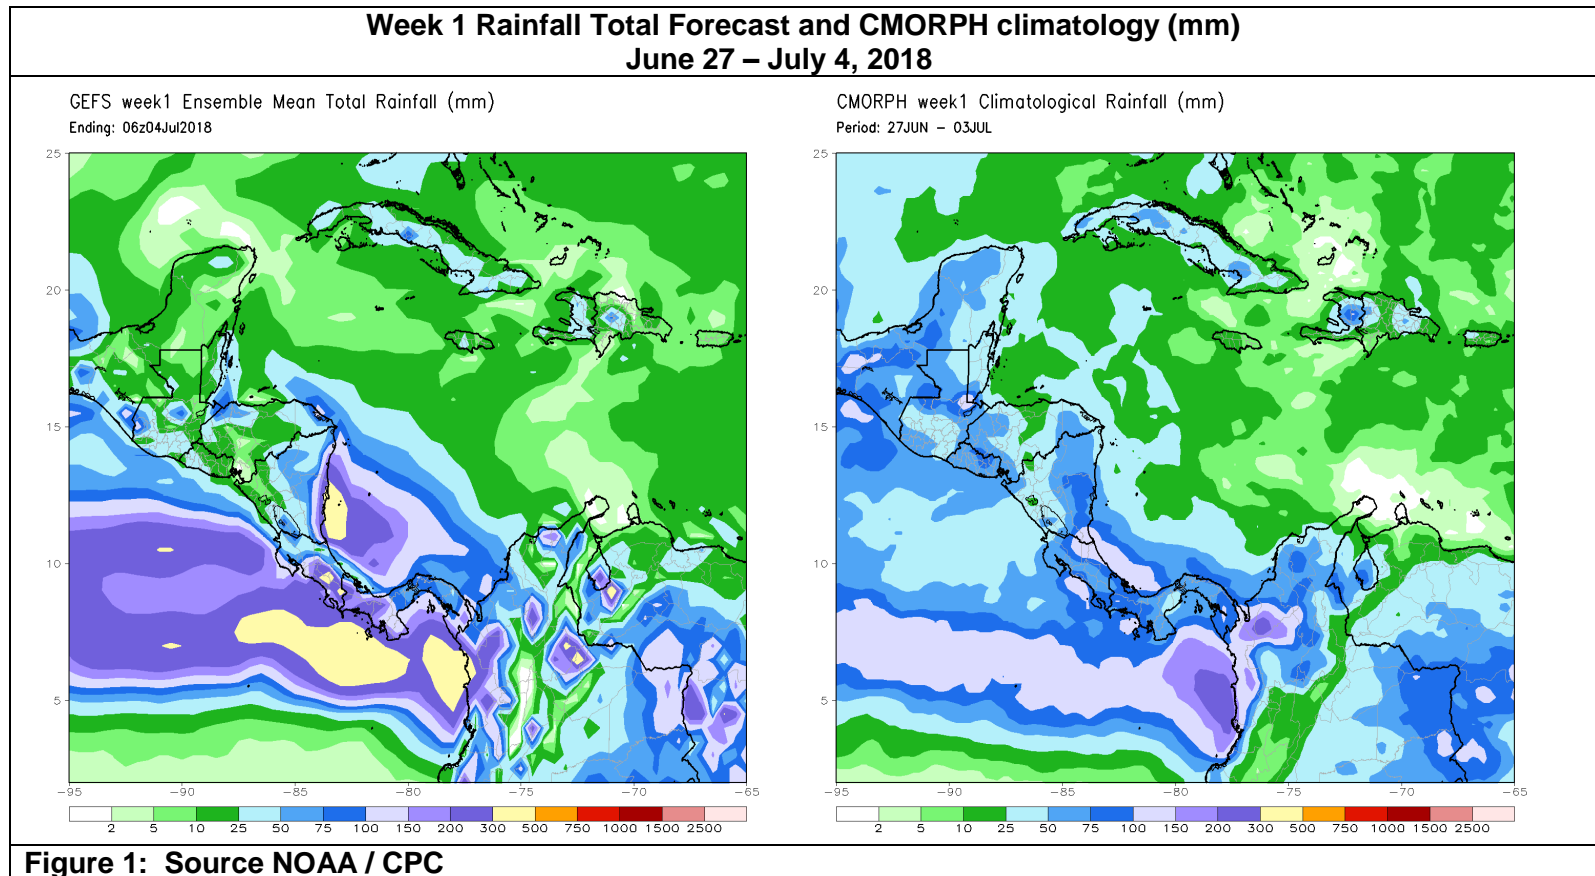 Week 1 Rainfall Total Forecast and CMORPH climatology (mm)
June 27 – July 4, 2018
GEFS week1 Ensemble Mean Total Rainfall (mm)
Ending: 06z04Jul2018
25
20
15
10
5
−95 −90 −85 −80 −75 −70 −65
2 5 10 25 50 75 100 150 200 300 500 750 1000 1500 2500
CMORPH week1 Climatological Rainfall (mm)
Period: 27JUN − 03JUL
25
20
15
10
5
−95 −90 −85 −80 −75 −70 −65
2 5 10 25 50 75 100 150 200 300 500 750 1000 1500 2500
Figure 1: Source NOAA / CPC